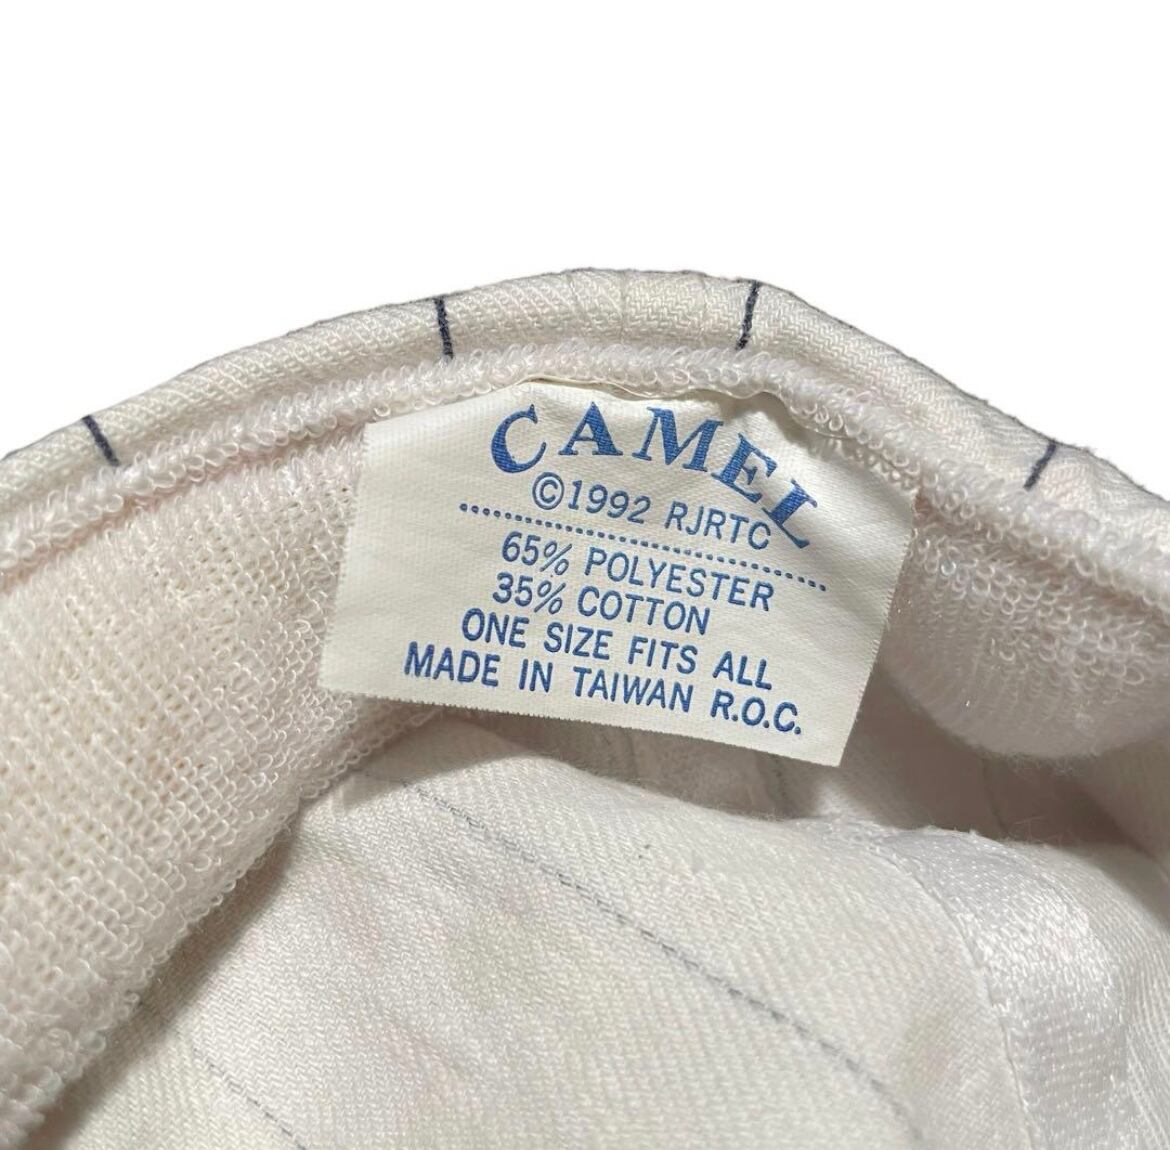 CAMEL
©1992 RJRTC
65% POLYESTER
35% COTTON
ONE SIZE FITS ALL
MADE IN TAIWAN R.O.C.